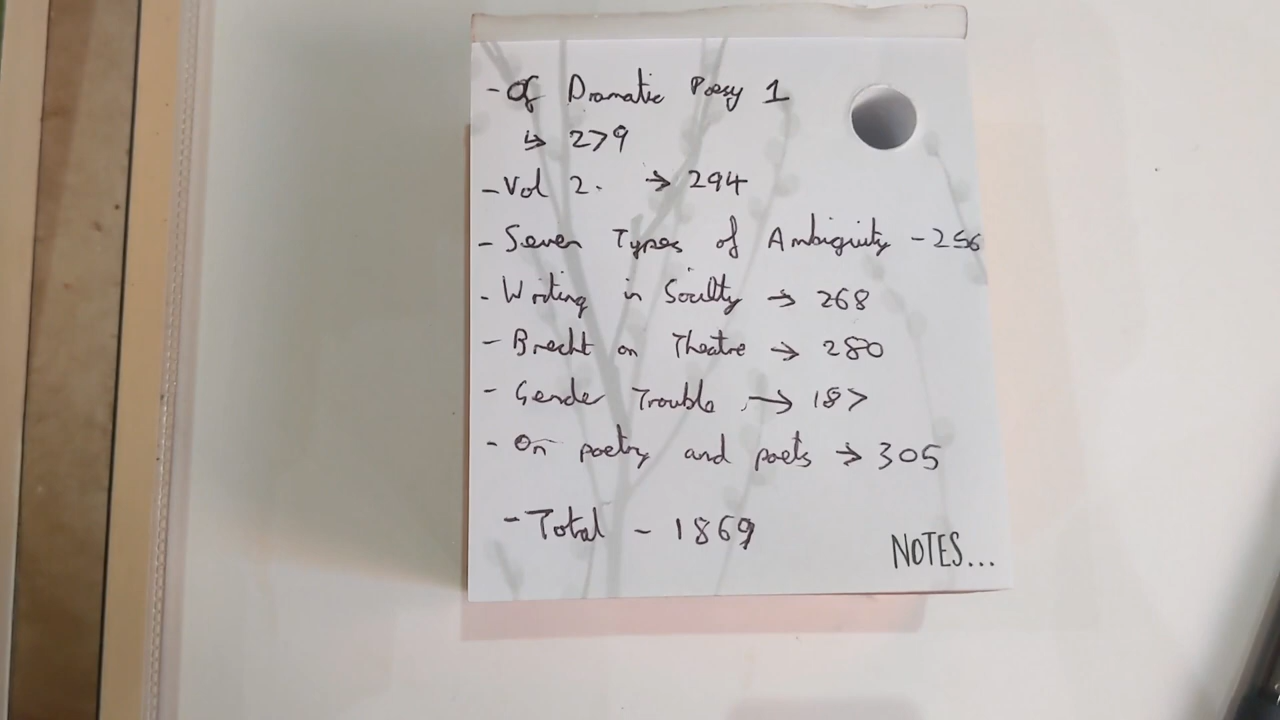 - Of Dramatic Poesy 1
↳ 279
- Vol 2. → 294
- Seven Types of Ambiguity - 256
- Writing in Society → 268
- Brecht on Theatre → 280
- Gender Trouble → 187
- On poetry and poets → 305
- Total - 1869
NOTES...